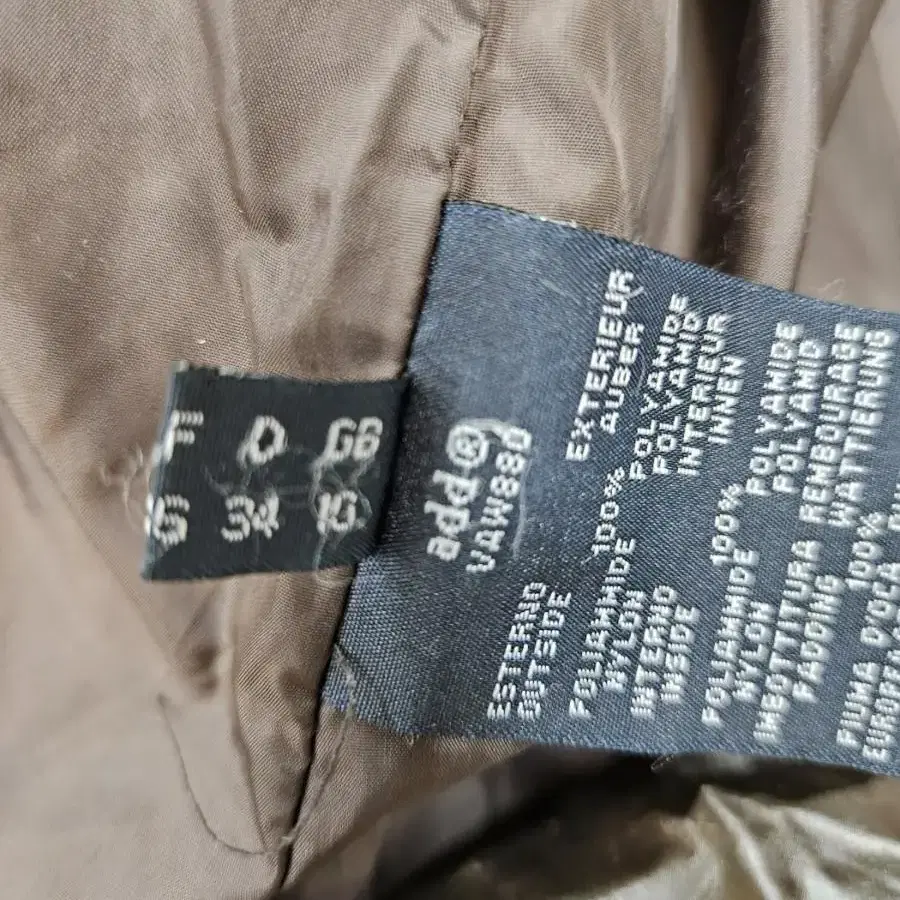 D GB
34 10
add®
VAW880
ESTERNO EXTERIEUR
OUTSIDE AUBER
POLIAMMIDE 100% POLYAMIDE
NYLON POLYAMID
INTERNO INTERIEUR
INSIDE INNEN
POLIAMMIDE 100% POLYAMIDE
NYLON POLYAMID
IMBOTTITURA REMBOURAGE
PADDING WATTIERUNG
PIUMA D'OCA 100%